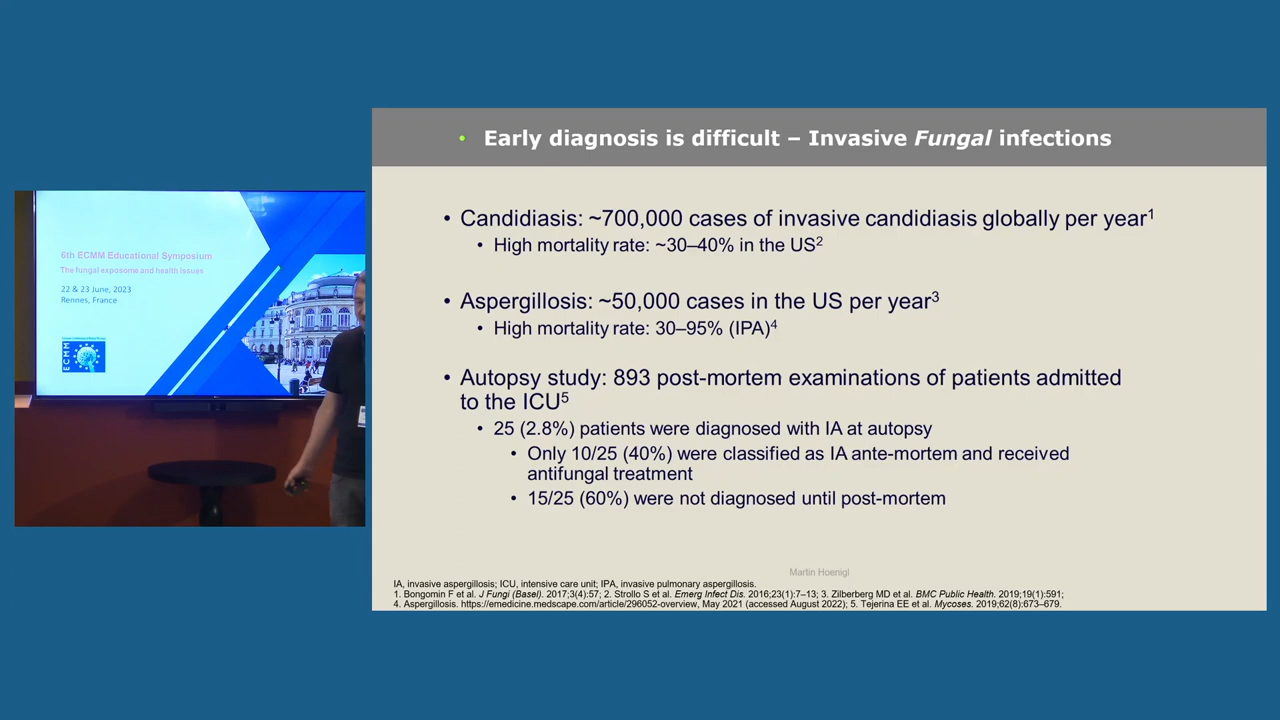 6th ECMM Educational Symposium
The fungal exposome and health issues
22 & 23 June, 2023
Rennes, France
ECMM
• Early diagnosis is difficult – Invasive Fungal infections
• Candidiasis: ~700,000 cases of invasive candidiasis globally per year1
• High mortality rate: ~30–40% in the US2
• Aspergillosis: ~50,000 cases in the US per year3
• High mortality rate: 30–95% (IPA)4
• Autopsy study: 893 post-mortem examinations of patients admitted
to the ICU5
• 25 (2.8%) patients were diagnosed with IA at autopsy
• Only 10/25 (40%) were classified as IA ante-mortem and received
antifungal treatment
• 15/25 (60%) were not diagnosed until post-mortem
Martin Hoenigl
IA, invasive aspergillosis; ICU, intensive care unit; IPA, invasive pulmonary aspergillosis.
1. Bongomin F et al. J Fungi (Basel). 2017;3(4):57; 2. Strollo S et al. Emerg Infect Dis. 2016;23(1):7–13; 3. Zilberberg MD et al. BMC Public Health. 2019;19(1):591;
4. Aspergillosis. https://emedicine.medscape.com/article/296052-overview, May 2021 (accessed August 2022); 5. Tejerina EE et al. Mycoses. 2019;62(8):673–679.